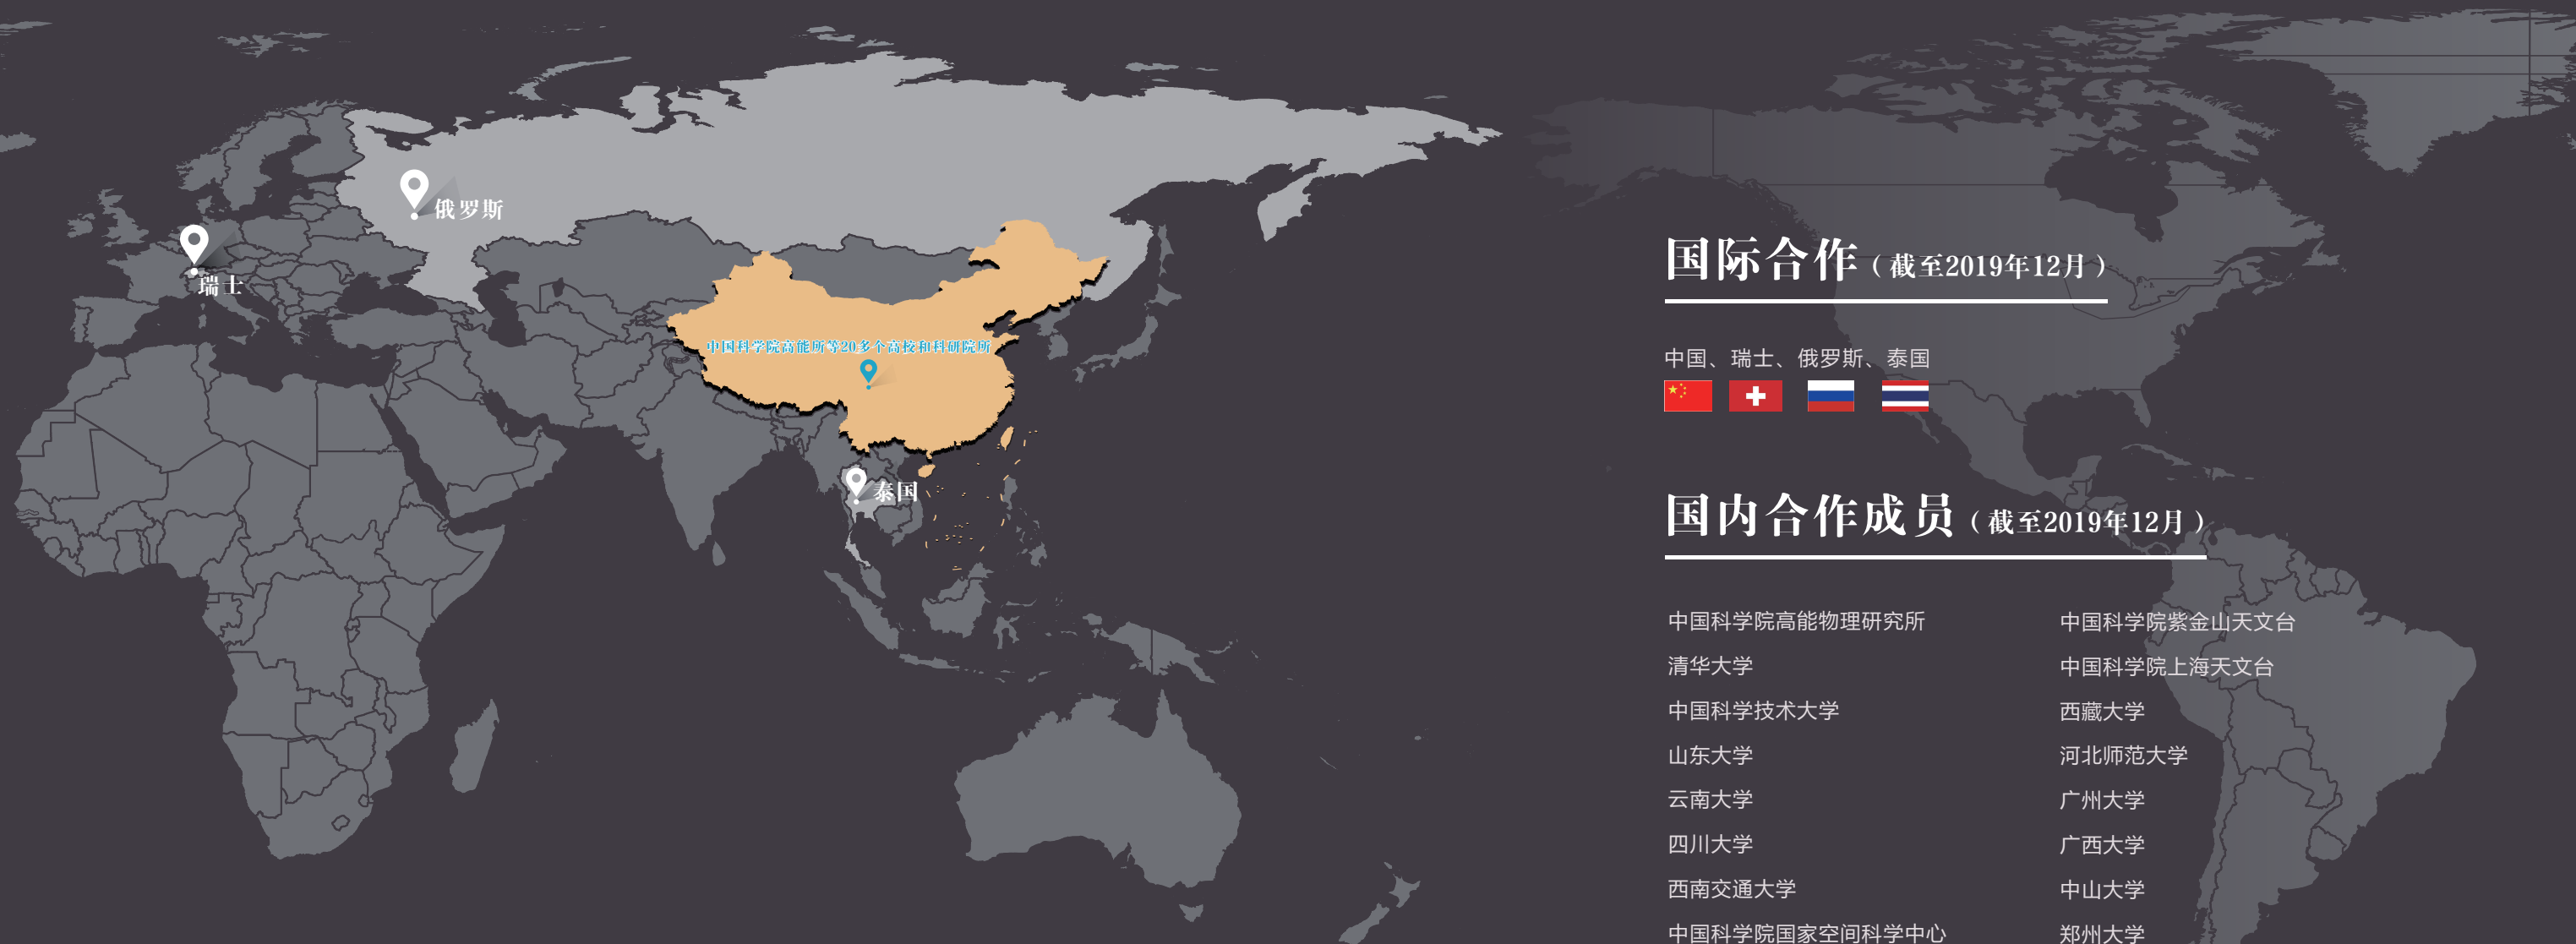 俄罗斯
瑞士
中国科学院高能所等20多个高校和科研院所
泰国
国际合作（截至2019年12月）
中国、瑞士、俄罗斯、泰国
国内合作成员（截至2019年12月）
中国科学院高能物理研究所
中国科学院紫金山天文台
清华大学
中国科学院上海天文台
中国科学技术大学
西藏大学
山东大学
河北师范大学
云南大学
广州大学
四川大学
广西大学
西南交通大学
中山大学
中国科学院国家空间科学中心
郑州大学